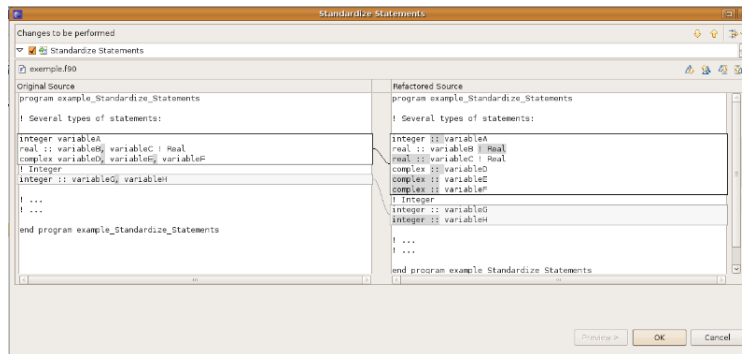 Standardize Statements
Changes to be performed
Standardize Statements
exemple.f90
Original Source
program example_Standardize_Statements
! Several types of statements:
integer variableA
real :: variableB, variableC ! Real
complex variableD, variableE, variableF
! Integer
integer :: variableG, variableH
! ...
! ...
end program example_Standardize_Statements
Refactored Source
program example_Standardize_Statements
! Several types of statements:
integer :: variableA
real :: variableB ! Real
real :: variableC ! Real
complex :: variableD
complex :: variableE
complex :: variableF
! Integer
integer :: variableG
integer :: variableH
! ...
! ...
end program example_Standardize_Statements
Preview >
OK
Cancel